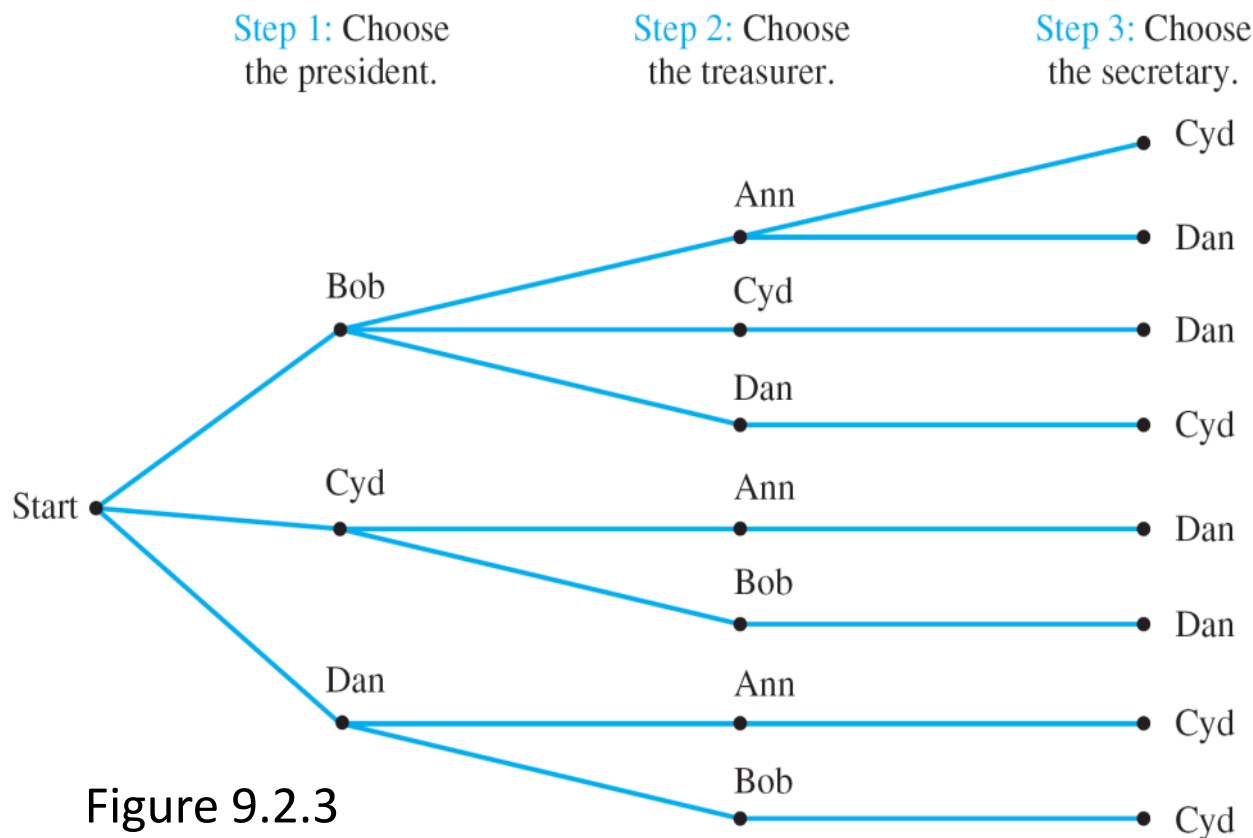 Step 1: Choose
the president.
Step 2: Choose
the treasurer.
Step 3: Choose
the secretary.
Cyd
Ann
Dan
Bob
Cyd
Dan
Dan
Cyd
Start
Cyd
Ann
Dan
Bob
Dan
Dan
Ann
Cyd
Bob
Cyd
Figure 9.2.3